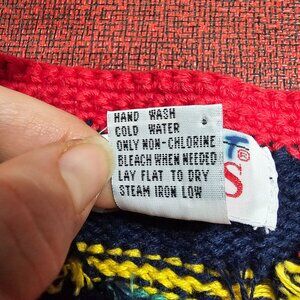 HAND WASH
COLD WATER
ONLY NON-CHLORINE
BLEACH WHEN NEEDED
LAY FLAT TO DRY
STEAM IRON LOW
T®
S